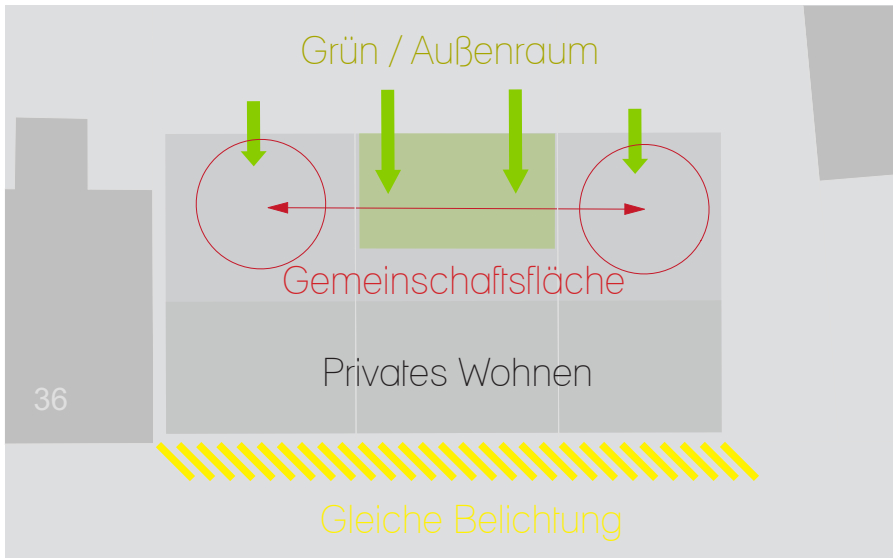 Grün / Außenraum
Gemeinschaftsfläche
Privates Wohnen
36
Gleiche Belichtung